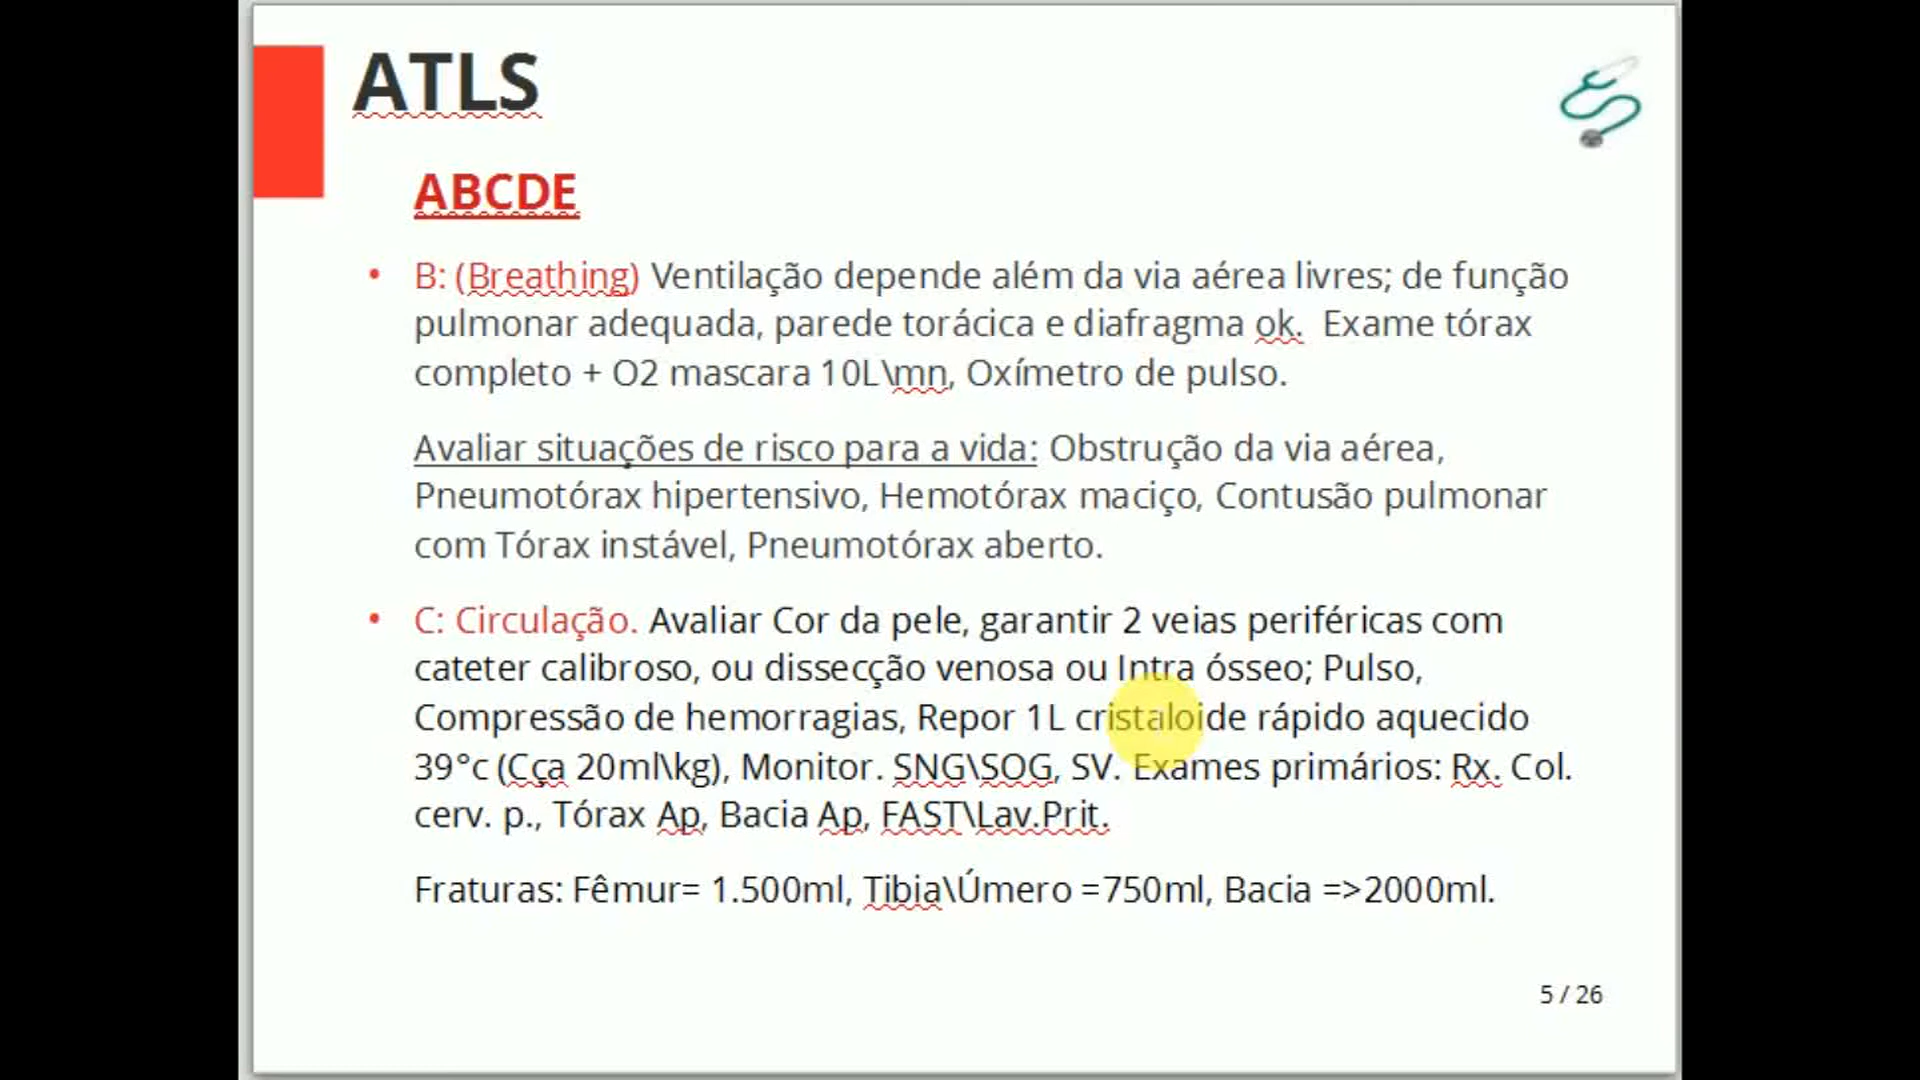 ATLS
ABCDE
• B: (Breathing) Ventilação depende além da via aérea livres; de função
pulmonar adequada, parede torácica e diafragma ok.  Exame tórax
completo + O2 mascara 10L\mn, Oxímetro de pulso.
Avaliar situações de risco para a vida: Obstrução da via aérea,
Pneumotórax hipertensivo, Hemotórax maciço, Contusão pulmonar
com Tórax instável, Pneumotórax aberto.
• C: Circulação. Avaliar Cor da pele, garantir 2 veias periféricas com
cateter calibroso, ou dissecção venosa ou Intra ósseo; Pulso,
Compressão de hemorragias, Repor 1L cristaloide rápido aquecido
39°c (Cça 20ml\kg), Monitor. SNG\SOG, SV. Exames primários: Rx. Col.
cerv. p., Tórax Ap, Bacia Ap, FAST\Lav.Prit.
Fraturas: Fêmur= 1.500ml, Tibia\Úmero =750ml, Bacia =>2000ml.
5 / 26